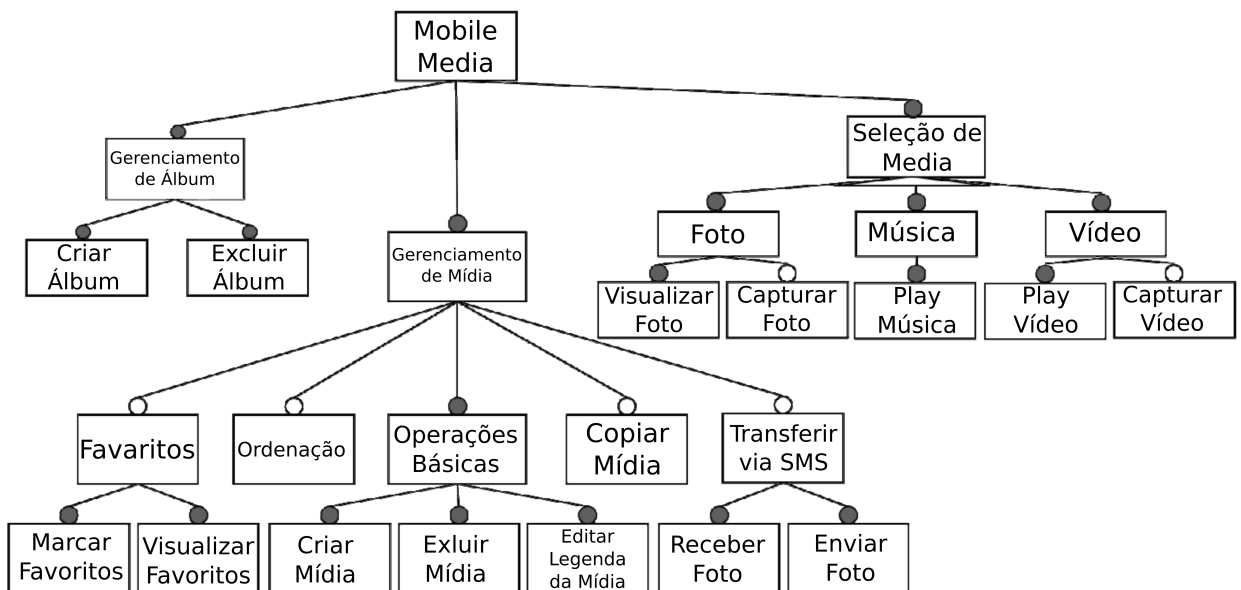 Mobile
Media
Seleção de
Media
Gerenciamento
de Álbum
Foto
Música
Vídeo
Criar
Álbum
Excluir
Álbum
Gerenciamento
de Mídia
Visualizar
Foto
Capturar
Foto
Play
Música
Play
Vídeo
Capturar
Vídeo
Favaritos
Ordenação
Operações
Básicas
Copiar
Mídia
Transferir
via SMS
Marcar
Favoritos
Visualizar
Favoritos
Criar
Mídia
Exluir
Mídia
Editar
Legenda
da Mídia
Receber
Foto
Enviar
Foto